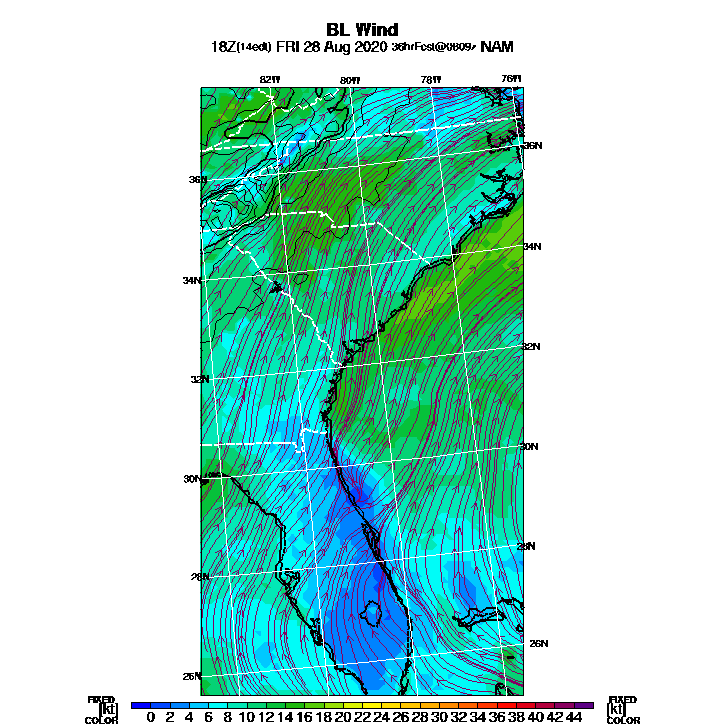 BL Wind
18Z(14edt) FRI 28 Aug 2020 36hrFcst@0609z NAM
82W 80W 78W 76W
36N
36N
34N
34N
32N
32N
30N
30N
28N
28N
26N
26N
FIXED FIXED
[kt] 0 2 4 6 8 10 12 14 16 18 20 22 24 26 28 30 32 34 36 38 40 42 44 [kt]
COLOR COLOR